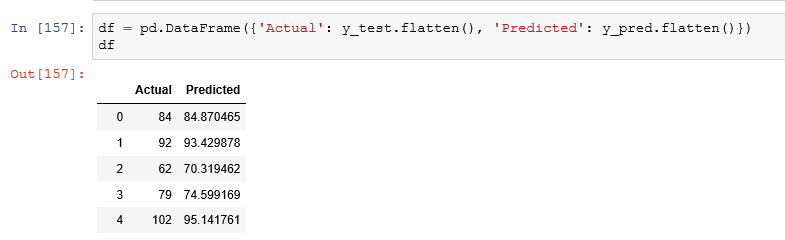 In [157]: df = pd.DataFrame({'Actual': y_test.flatten(), 'Predicted': y_pred.flatten()})
df
Out[157]:
Actual Predicted
0 84 84.870465
1 92 93.429878
2 62 70.319462
3 79 74.599169
4 102 95.141761